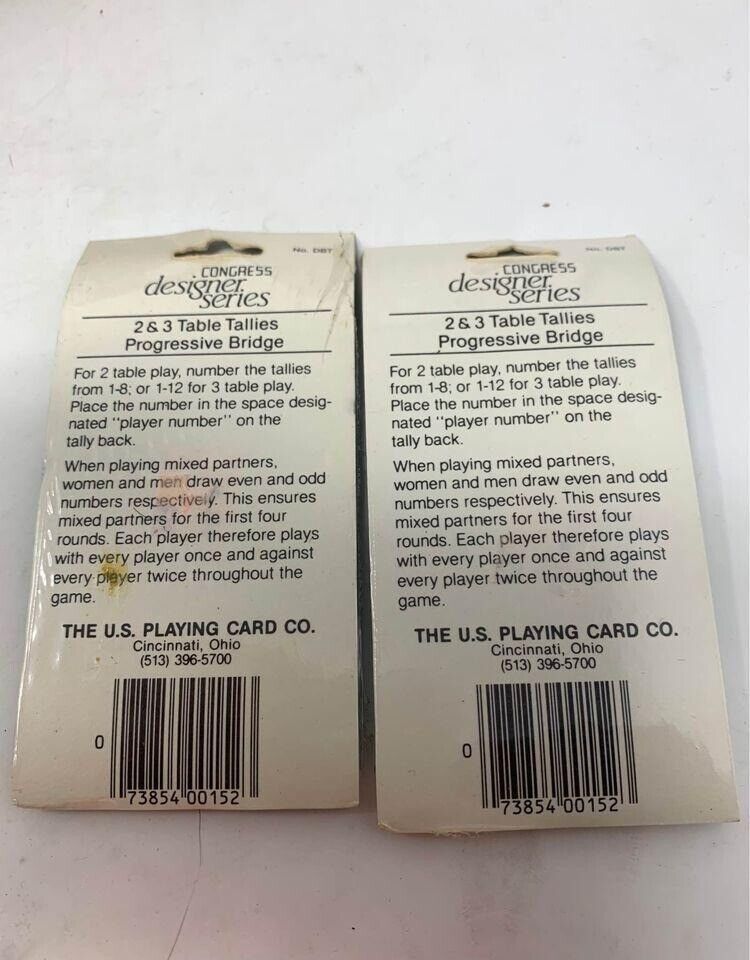 No. DBT
CONGRESS
designer
series
2 & 3 Table Tallies
Progressive Bridge
For 2 table play, number the tallies
from 1-8; or 1-12 for 3 table play.
Place the number in the space desig-
nated "player number" on the
tally back.
When playing mixed partners,
women and men draw even and odd
numbers respectively. This ensures
mixed partners for the first four
rounds. Each player therefore plays
with every player once and against
every player twice throughout the
game.
THE U.S. PLAYING CARD CO.
Cincinnati, Ohio
(513) 396-5700
0
73854 00152
No. DBT
CONGRESS
designer
series
2 & 3 Table Tallies
Progressive Bridge
For 2 table play, number the tallies
from 1-8; or 1-12 for 3 table play.
Place the number in the space desig-
nated "player number" on the
tally back.
When playing mixed partners,
women and men draw even and odd
numbers respectively. This ensures
mixed partners for the first four
rounds. Each player therefore plays
with every player once and against
every player twice throughout the
game.
THE U.S. PLAYING CARD CO.
Cincinnati, Ohio
(513) 396-5700
0
73854 00152